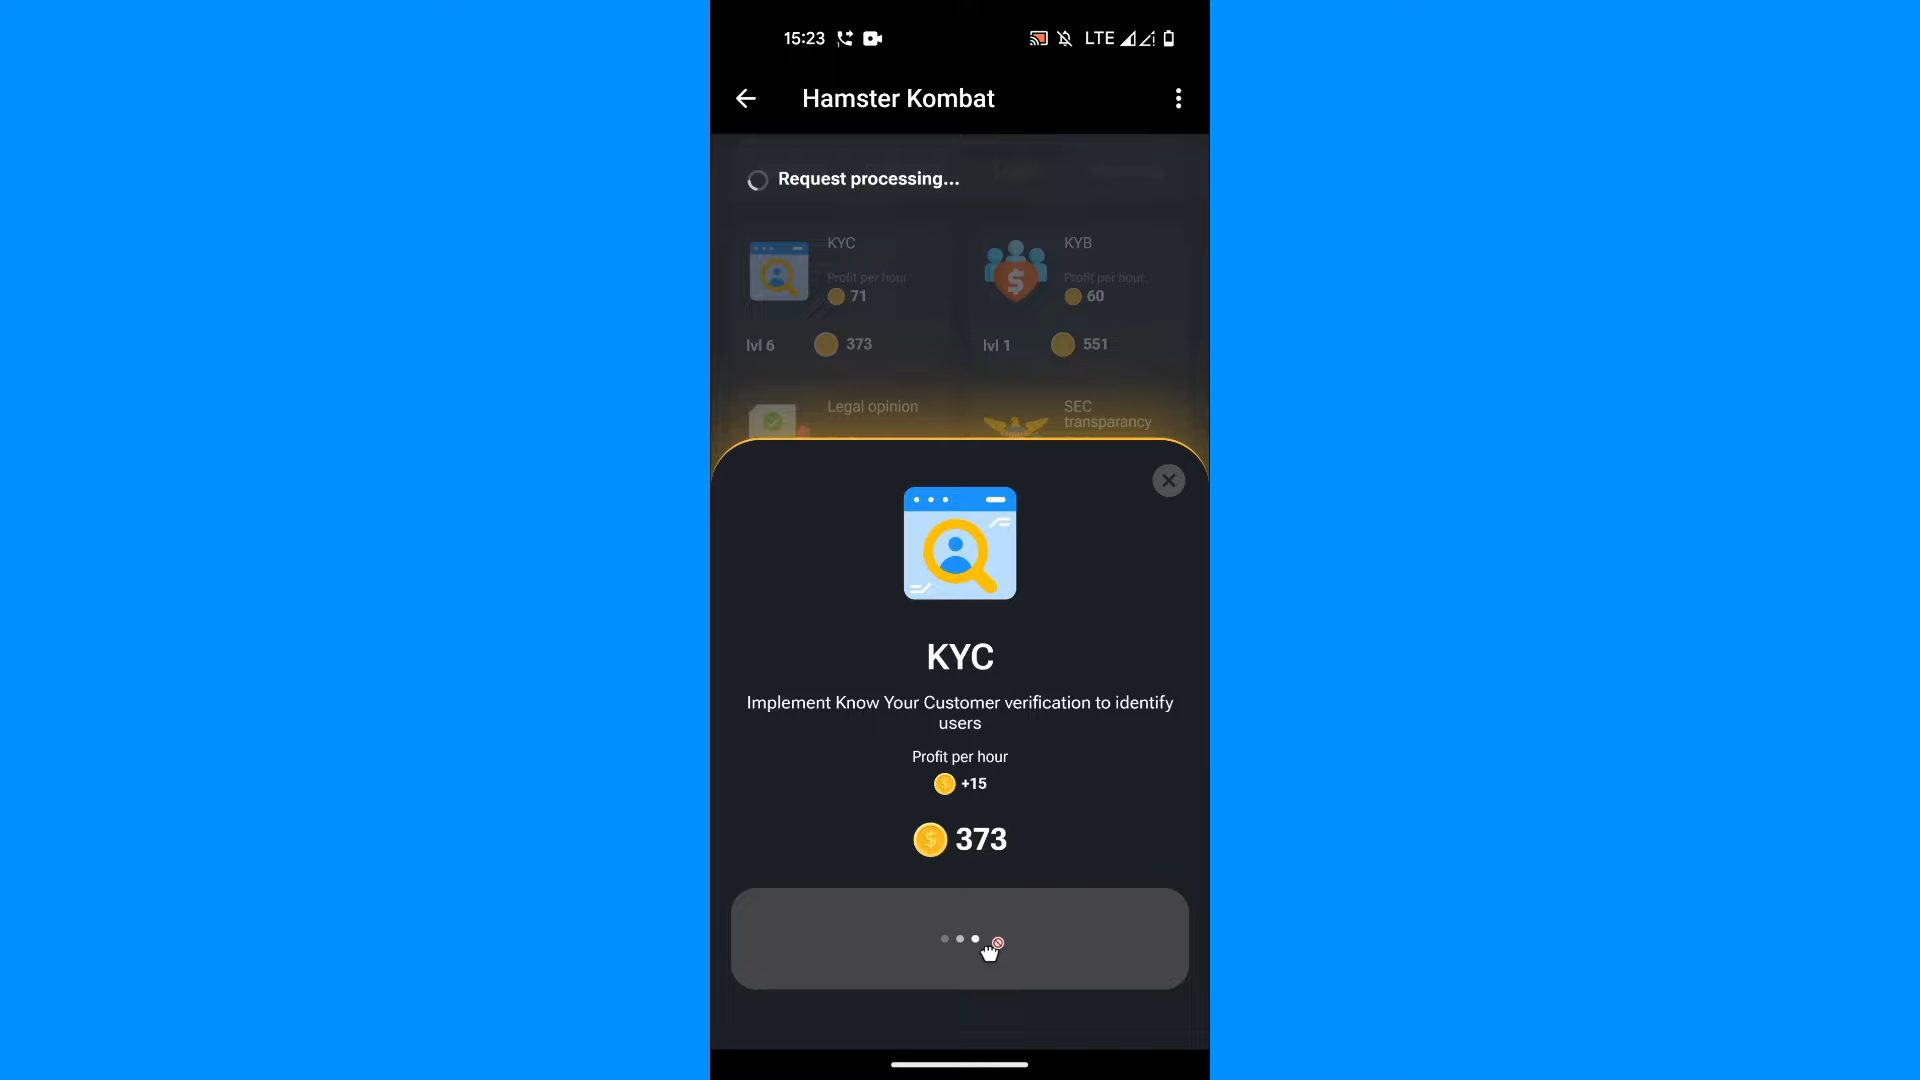 15:23 LTE
Hamster Kombat
Request processing...
KYC
Profit per hour
71
lvl 6 373
KYB
Profit per hour
60
lvl 1 551
Legal opinion
SEC
transparancy
KYC
Implement Know Your Customer verification to identify
users
Profit per hour
+15
373